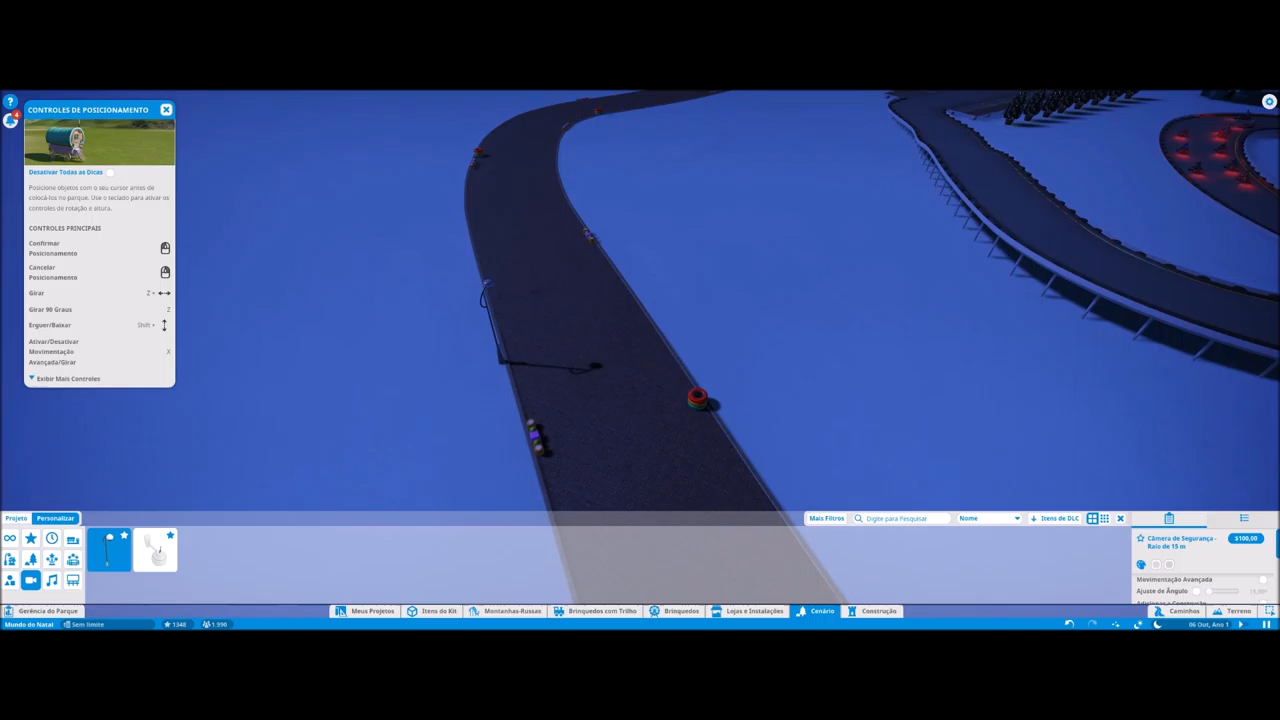 ?
4
CONTROLES DE POSICIONAMENTO
Desativar Todas as Dicas
Posicione objetos com o seu cursor antes de
colocá-los no parque. Use o teclado para ativar os
controles de rotação e altura.
CONTROLES PRINCIPAIS
Confirmar
Posicionamento
Cancelar
Posicionamento
Girar Z +
Girar 90 Graus Z
Erguer/Baixar Shift +
Ativar/Desativar
Movimentação X
Avançada/Girar
Exibir Mais Controles
Projeto Personalizar
Mais Filtros Digite para Pesquisar Nome Itens de DLC
Câmera de Segurança -
Raio de 15 m
$100,00
Movimentação Avançada
Ajuste de Ângulo
Gerência do Parque Meus Projetos Itens do Kit Montanhas-Russas Brinquedos com Trilho Brinquedos Lojas e Instalações Cenário Construção Caminhos Terreno
Mundo do Natal Sem limite 1348 1.990 06 Out, Ano 1